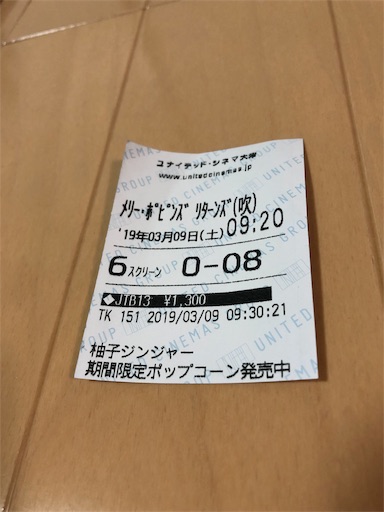 ユナイテッド・シネマ大津
www.unitedcinemas.jp
メリー・ポピンズ リターンズ(吹)
'19年03月09日(土) 09:20
6スクリーン O-08
◆J1B13 ¥1,300
TK 151 2019/03/09 09:30:21
柚子ジンジャー
期間限定ポップコーン発売中
UNITED CINEMAS GROUP